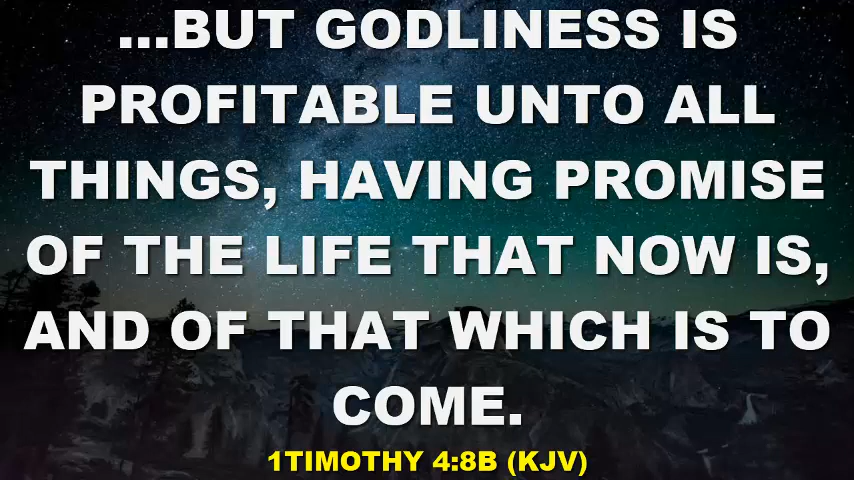 ...BUT GODLINESS IS
PROFITABLE UNTO ALL
THINGS, HAVING PROMISE
OF THE LIFE THAT NOW IS,
AND OF THAT WHICH IS TO
COME.
1TIMOTHY 4:8B (KJV)